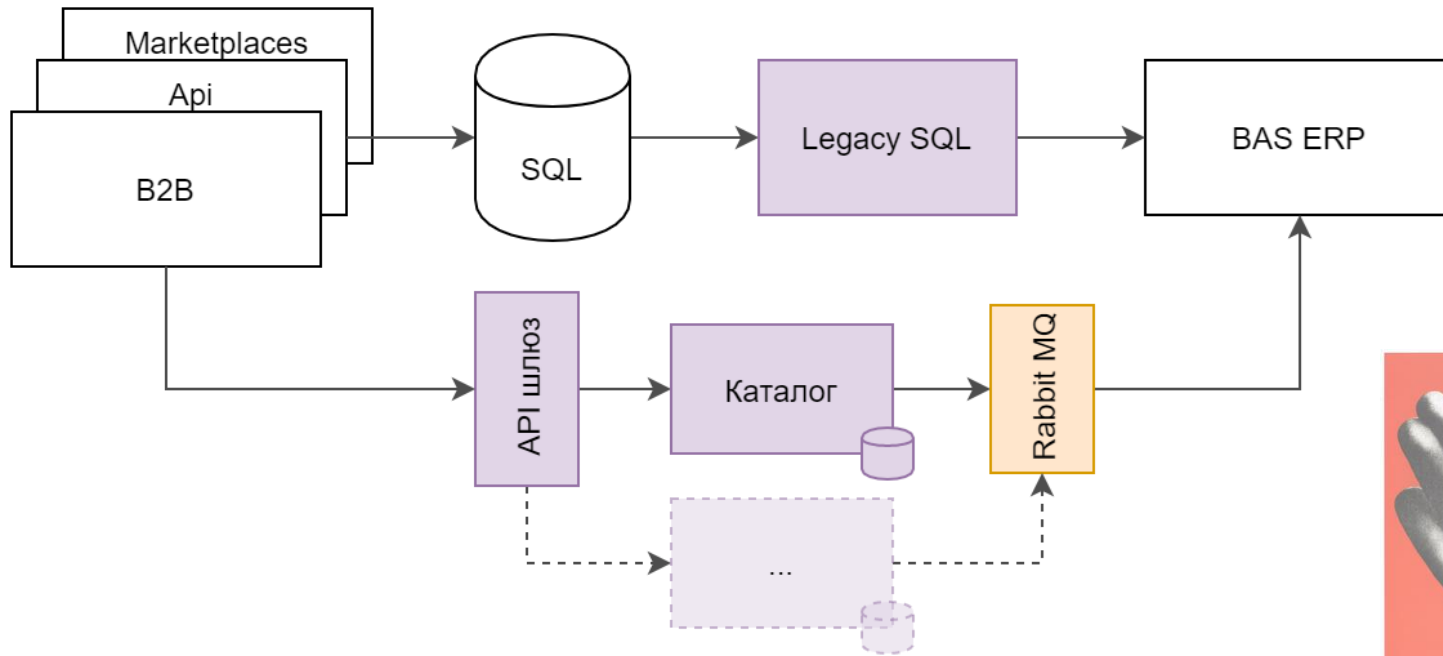 Marketplaces
Api
B2B
SQL
Legacy SQL
BAS ERP
API шлюз
Каталог
Rabbit MQ
...